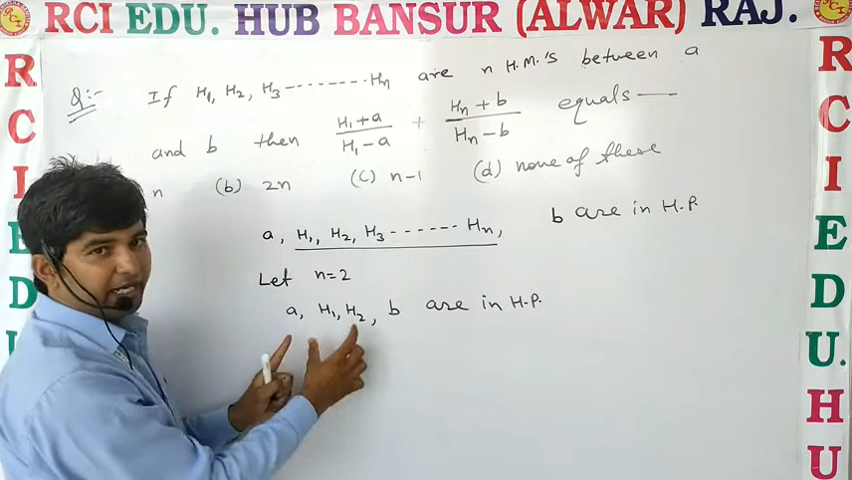 RCI EDU. HUB BANSUR (ALWAR) RAJ.
Q:- If H₁, H₂, H₃ -------- Hn are n H.M.'s between a
and b then (H₁+a)/(H₁-a) + (Hn+b)/(Hn-b) equals ——
n (b) 2n (c) n-1 (d) none of these
a, H₁, H₂, H₃ ------ Hn, b are in H.P.
Let n=2
a, H₁, H₂, b are in H.P.
R
C
I
E
D
R
C
I
E
D
U.
H
U